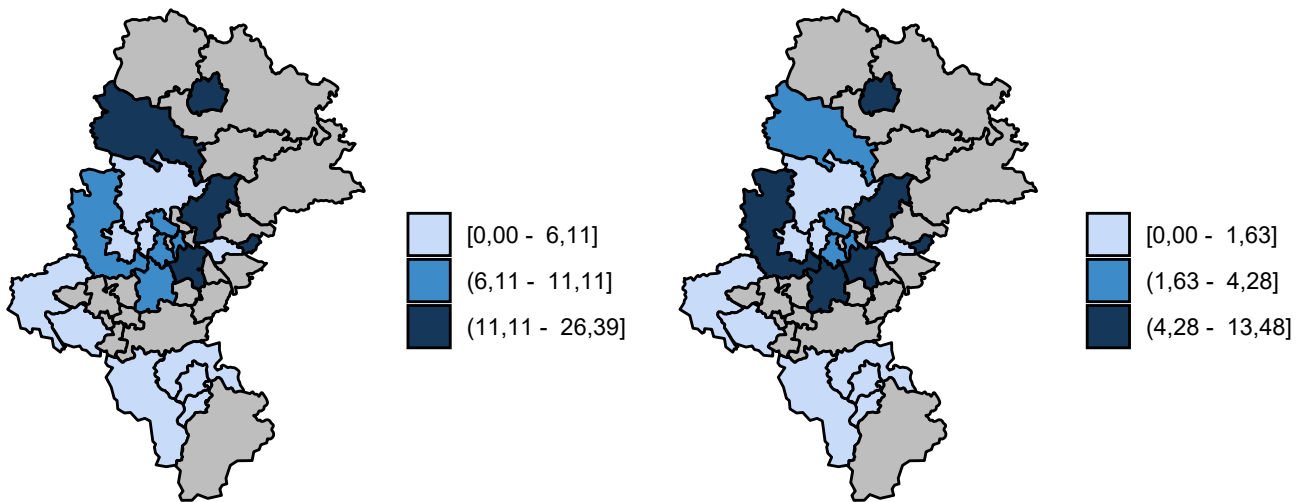 [0,00 - 6,11]
(6,11 - 11,11]
(11,11 - 26,39]
[0,00 - 1,63]
(1,63 - 4,28]
(4,28 - 13,48]